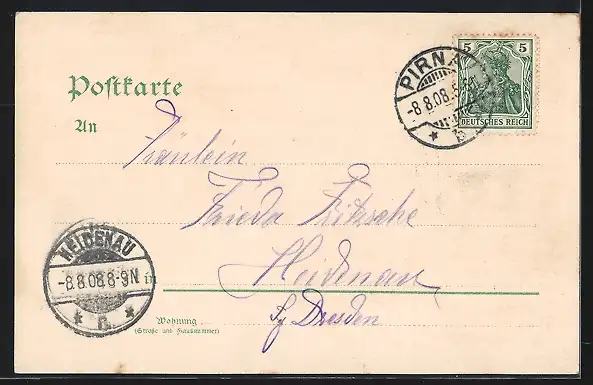 Postkarte
PIRNA
-8.8.08.
* b
5 5
DEUTSCHES REICH
An
Fräulein
Frieda Fritzsche
HEIDENAU
-8.8.08.8-9N
* *
Heidenau
Dresden
Wohnung
(Straße und Hausnummer)